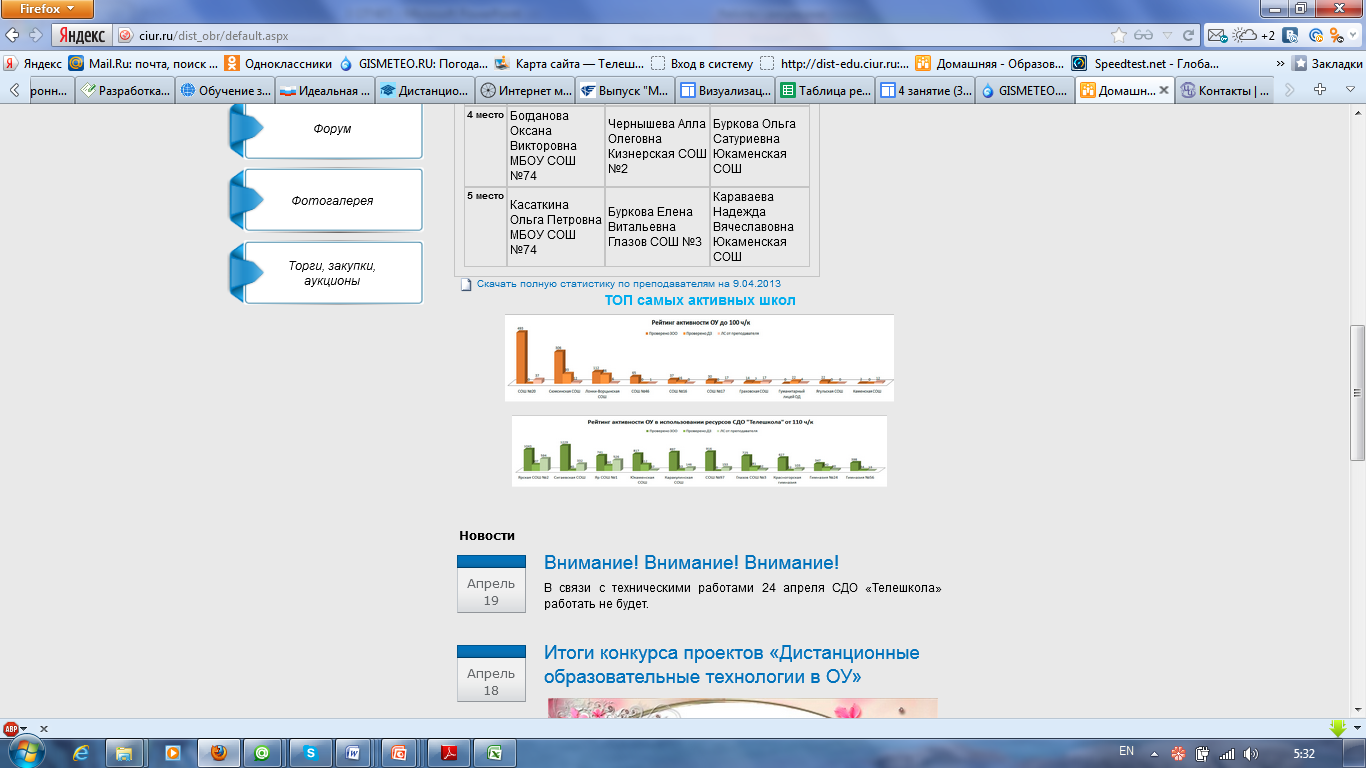 Firefox
Яндекс
ciur.ru/dist_obr/default.aspx
+2
Яндекс
Mail.Ru: почта, поиск ...
Одноклассники
GISMETEO.RU: Погода...
Карта сайта — Телеш...
Вход в систему
http://dist-edu.ciur.ru:...
Домашняя - Образов...
Speedtest.net - Глоба...
»
Закладки
ронн...
Разработка...
Обучение з...
Идеальная ...
Дистанцио...
Интернет м...
Выпуск "М...
Визуализац...
Таблица ре...
4 занятие (3...
GISMETEO....
Домашн...
Контакты | ...
Форум
Фотогалерея
Торги, закупки,
аукционы
4 место
Богданова
Оксана
Викторовна
МБОУ СОШ
№74
Чернышева Алла
Олеговна
Кизнерская СОШ
№2
Буркова Ольга
Сатуриевна
Юкаменская
СОШ
5 место
Касаткина
Ольга Петровна
МБОУ СОШ
№74
Буркова Елена
Витальевна
Глазов СОШ №3
Караваева
Надежда
Вячеславовна
Юкаменская
СОШ
Скачать полную статистику по преподавателям на 9.04.2013
ТОП самых активных школ
Рейтинг активности ОУ до 100 ч/к
Рейтинг активности ОУ в использовании ресурсов СДО "Телешкола" от 110 ч/к
Новости
Апрель
19
Внимание! Внимание! Внимание!
В связи с техническими работами 24 апреля СДО «Телешкола»
работать не будет.
Апрель
18
Итоги конкурса проектов «Дистанционные
образовательные технологии в ОУ»
ABP
EN
5:32